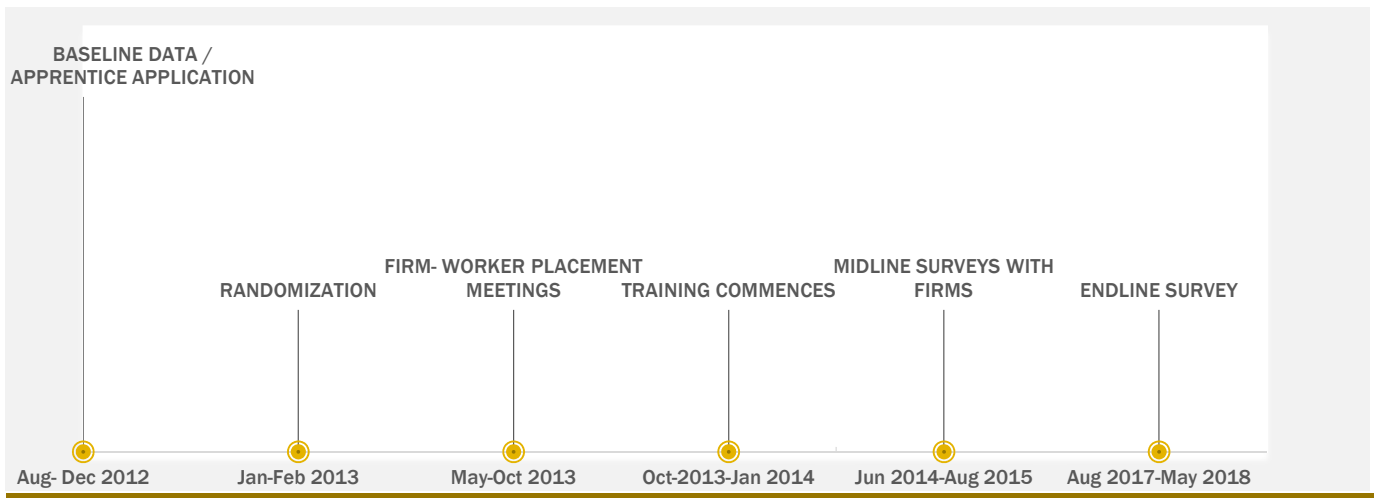 BASELINE DATA /
APPRENTICE APPLICATION
RANDOMIZATION
FIRM- WORKER PLACEMENT
MEETINGS
TRAINING COMMENCES
MIDLINE SURVEYS WITH
FIRMS
ENDLINE SURVEY
Aug- Dec 2012
Jan-Feb 2013
May-Oct 2013
Oct-2013-Jan 2014
Jun 2014-Aug 2015
Aug 2017-May 2018